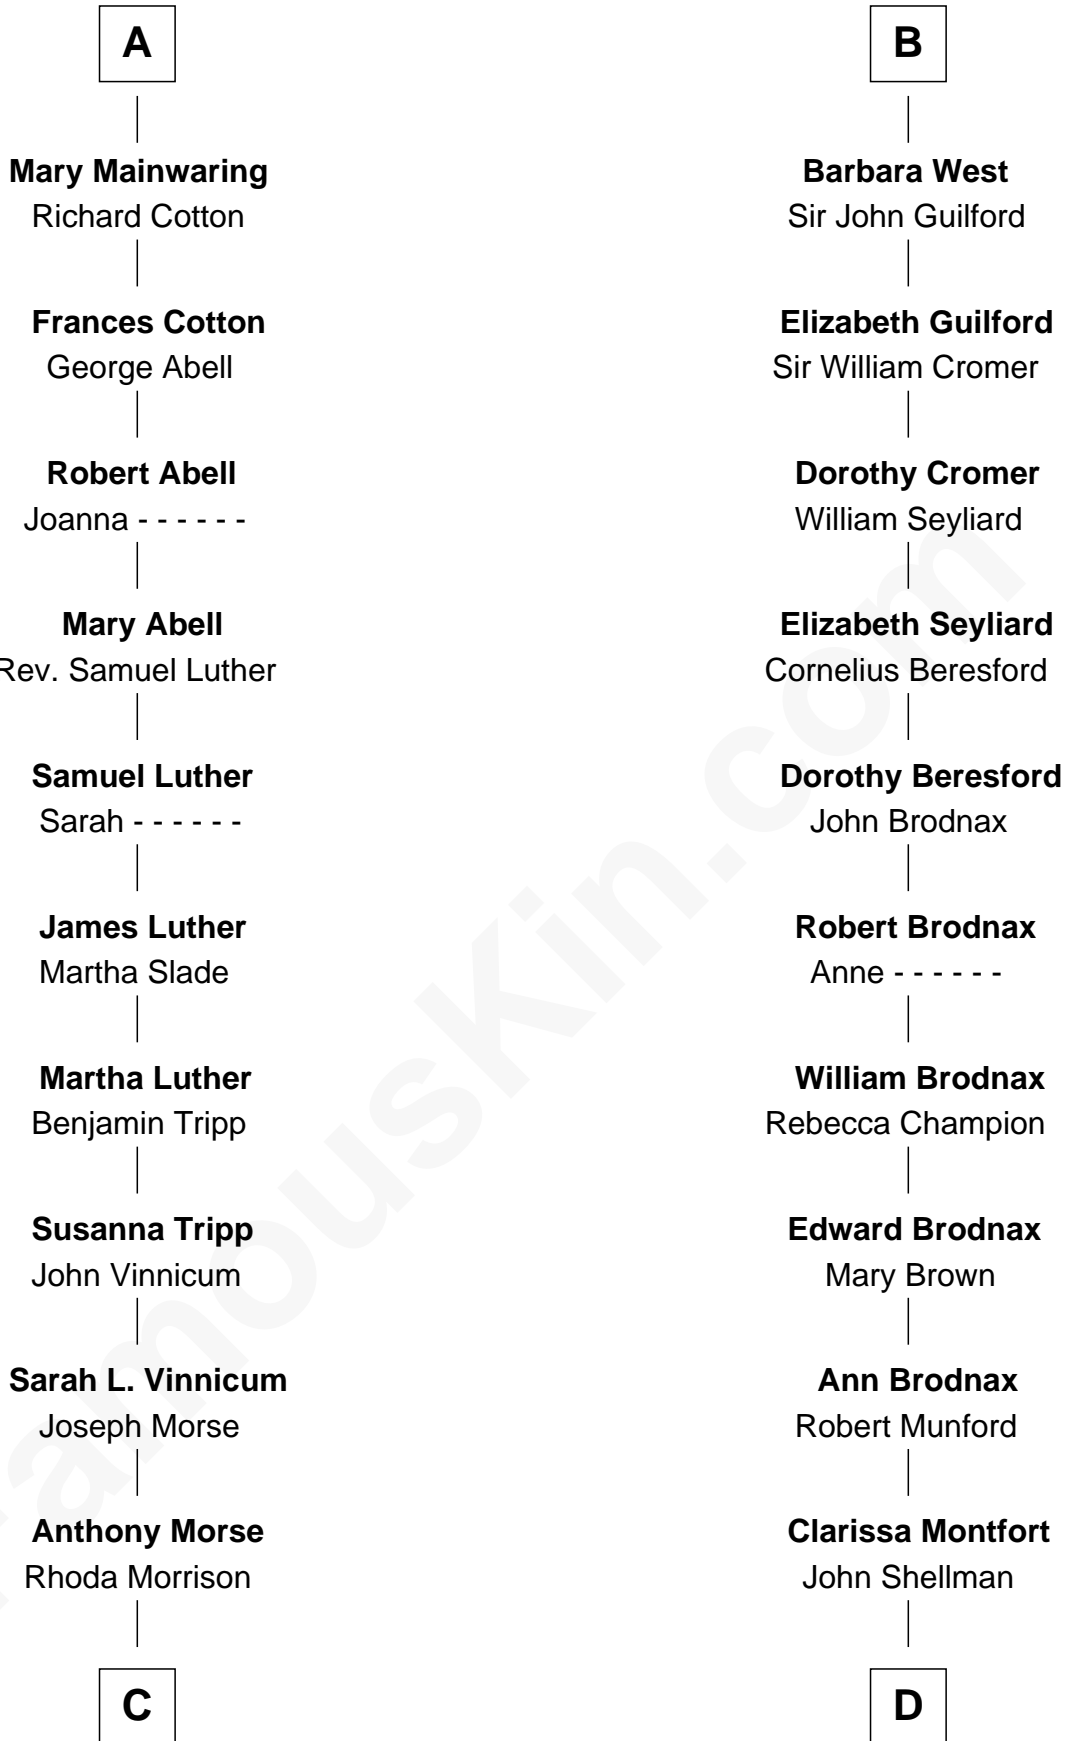 A
Mary Mainwaring
Richard Cotton
Frances Cotton
George Abell
Robert Abell
Joanna - - - - - -
Mary Abell
Rev. Samuel Luther
Samuel Luther
Sarah - - - - - -
James Luther
Martha Slade
Martha Luther
Benjamin Tripp
Susanna Tripp
John Vinnicum
Sarah L. Vinnicum
Joseph Morse
Anthony Morse
Rhoda Morrison
C
B
Barbara West
Sir John Guilford
Elizabeth Guilford
Sir William Cromer
Dorothy Cromer
William Seyliard
Elizabeth Seyliard
Cornelius Beresford
Dorothy Beresford
John Brodnax
Robert Brodnax
Anne - - - - - -
William Brodnax
Rebecca Champion
Edward Brodnax
Mary Brown
Ann Brodnax
Robert Munford
Clarissa Montfort
John Shellman
D
FamousKin.com